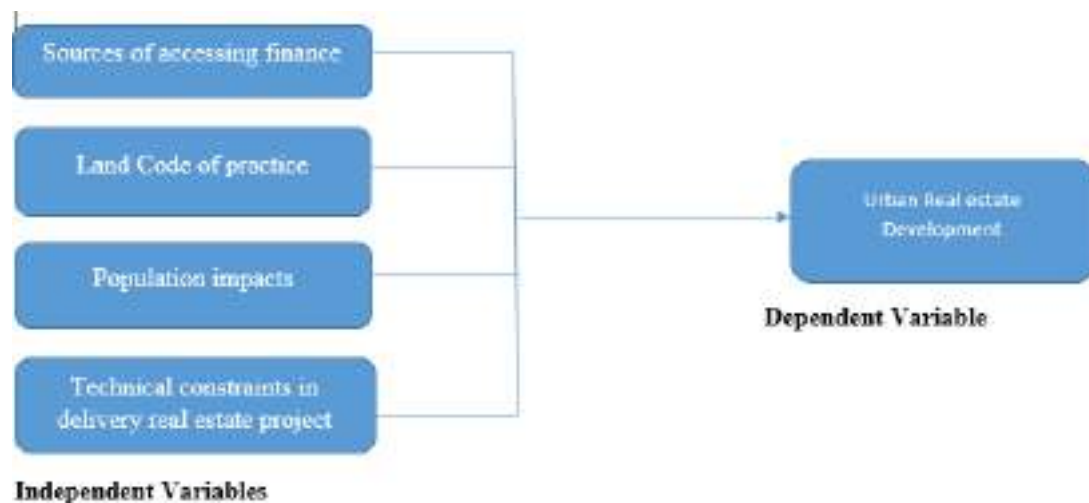 Sources of accessing finance
Land Code of practice
Population impacts
Technical constraints in
delivery real estate project
Independent Variables
Urban Real estate
Development
Dependent Variable